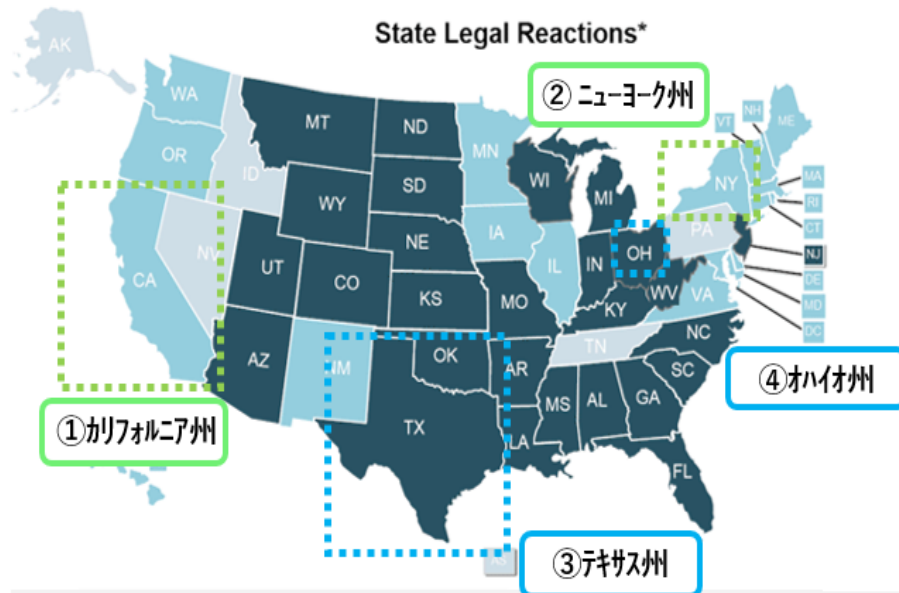 State Legal Reactions*
AK
② ニューヨーク州
WA
MT
ND
MN
VT
NH
ME
OR
ID
SD
WI
MI
NY
MA
RI
CT
WY
IA
PA
NJ
NE
OH
DE
NV
UT
CO
IL
IN
WV
MD
CA
KS
MO
KY
VA
DC
TN
NC
AZ
NM
OK
AR
SC
④オハイオ州
MS
AL
GA
①カリフォルニア州
TX
LA
FL
AS
③テキサス州